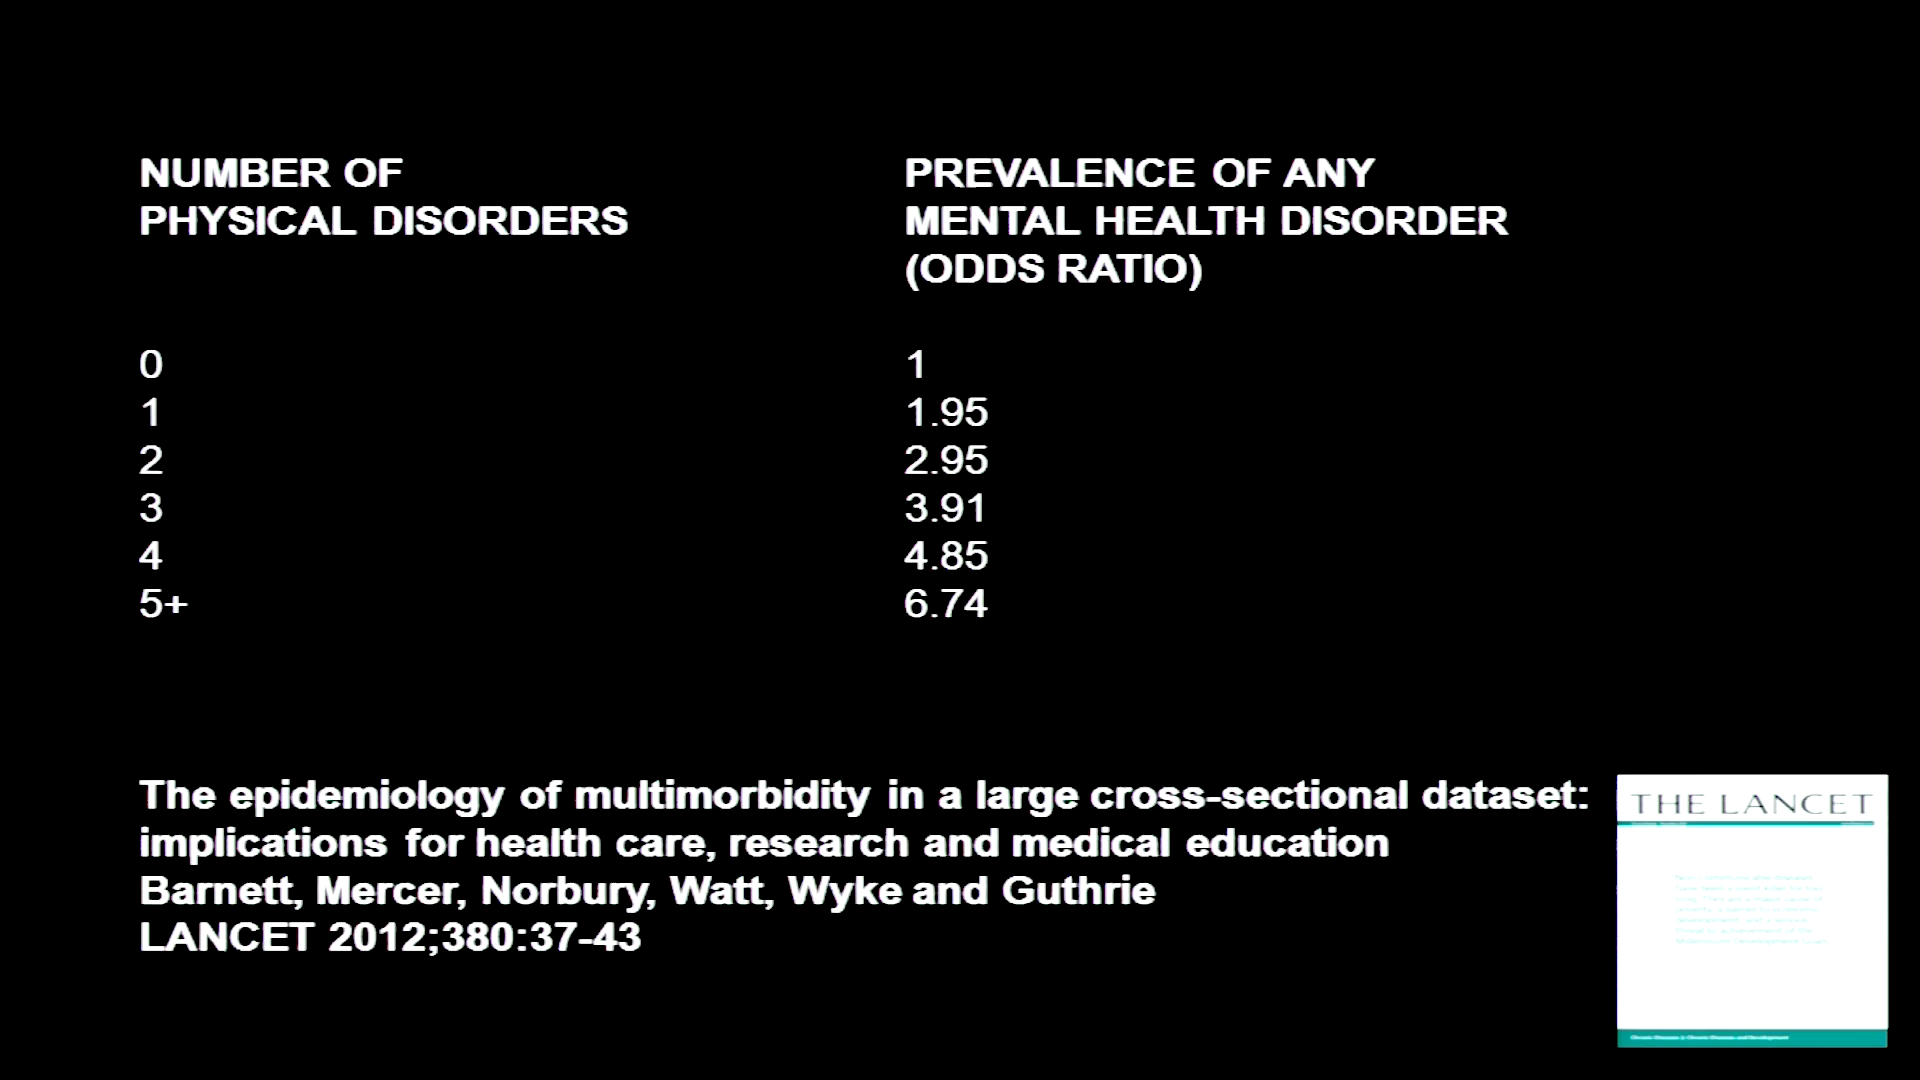 NUMBER OF
PHYSICAL DISORDERS
PREVALENCE OF ANY
MENTAL HEALTH DISORDER
(ODDS RATIO)
0 1
1 1.95
2 2.95
3 3.91
4 4.85
5+ 6.74
The epidemiology of multimorbidity in a large cross-sectional dataset:
implications for health care, research and medical education
Barnett, Mercer, Norbury, Watt, Wyke and Guthrie
LANCET 2012;380:37-43
THE LANCET